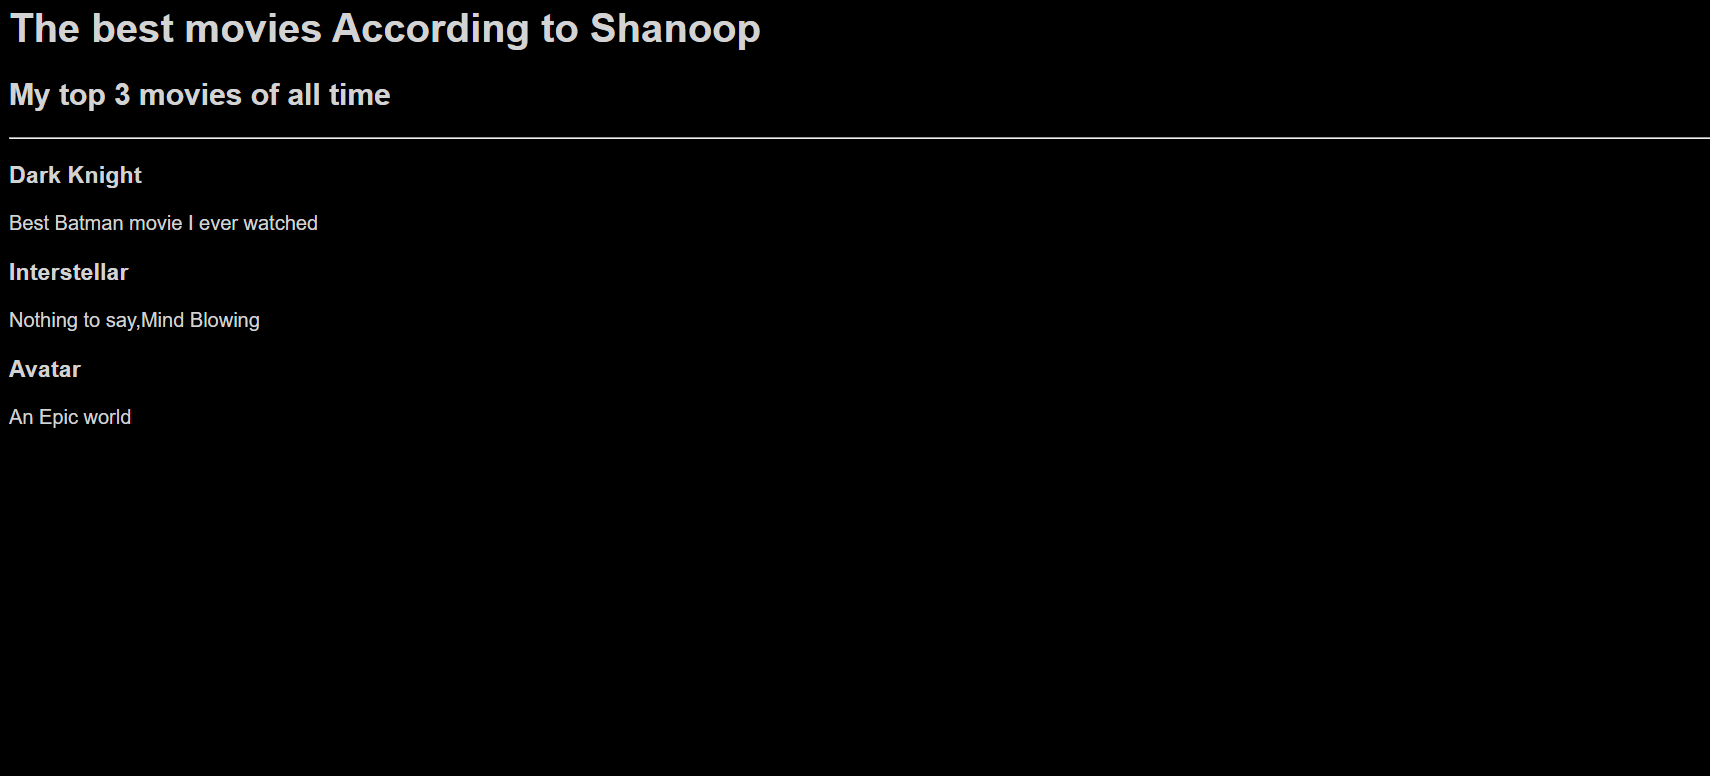 The best movies According to Shanoop
My top 3 movies of all time
Dark Knight
Best Batman movie I ever watched
Interstellar
Nothing to say,Mind Blowing
Avatar
An Epic world